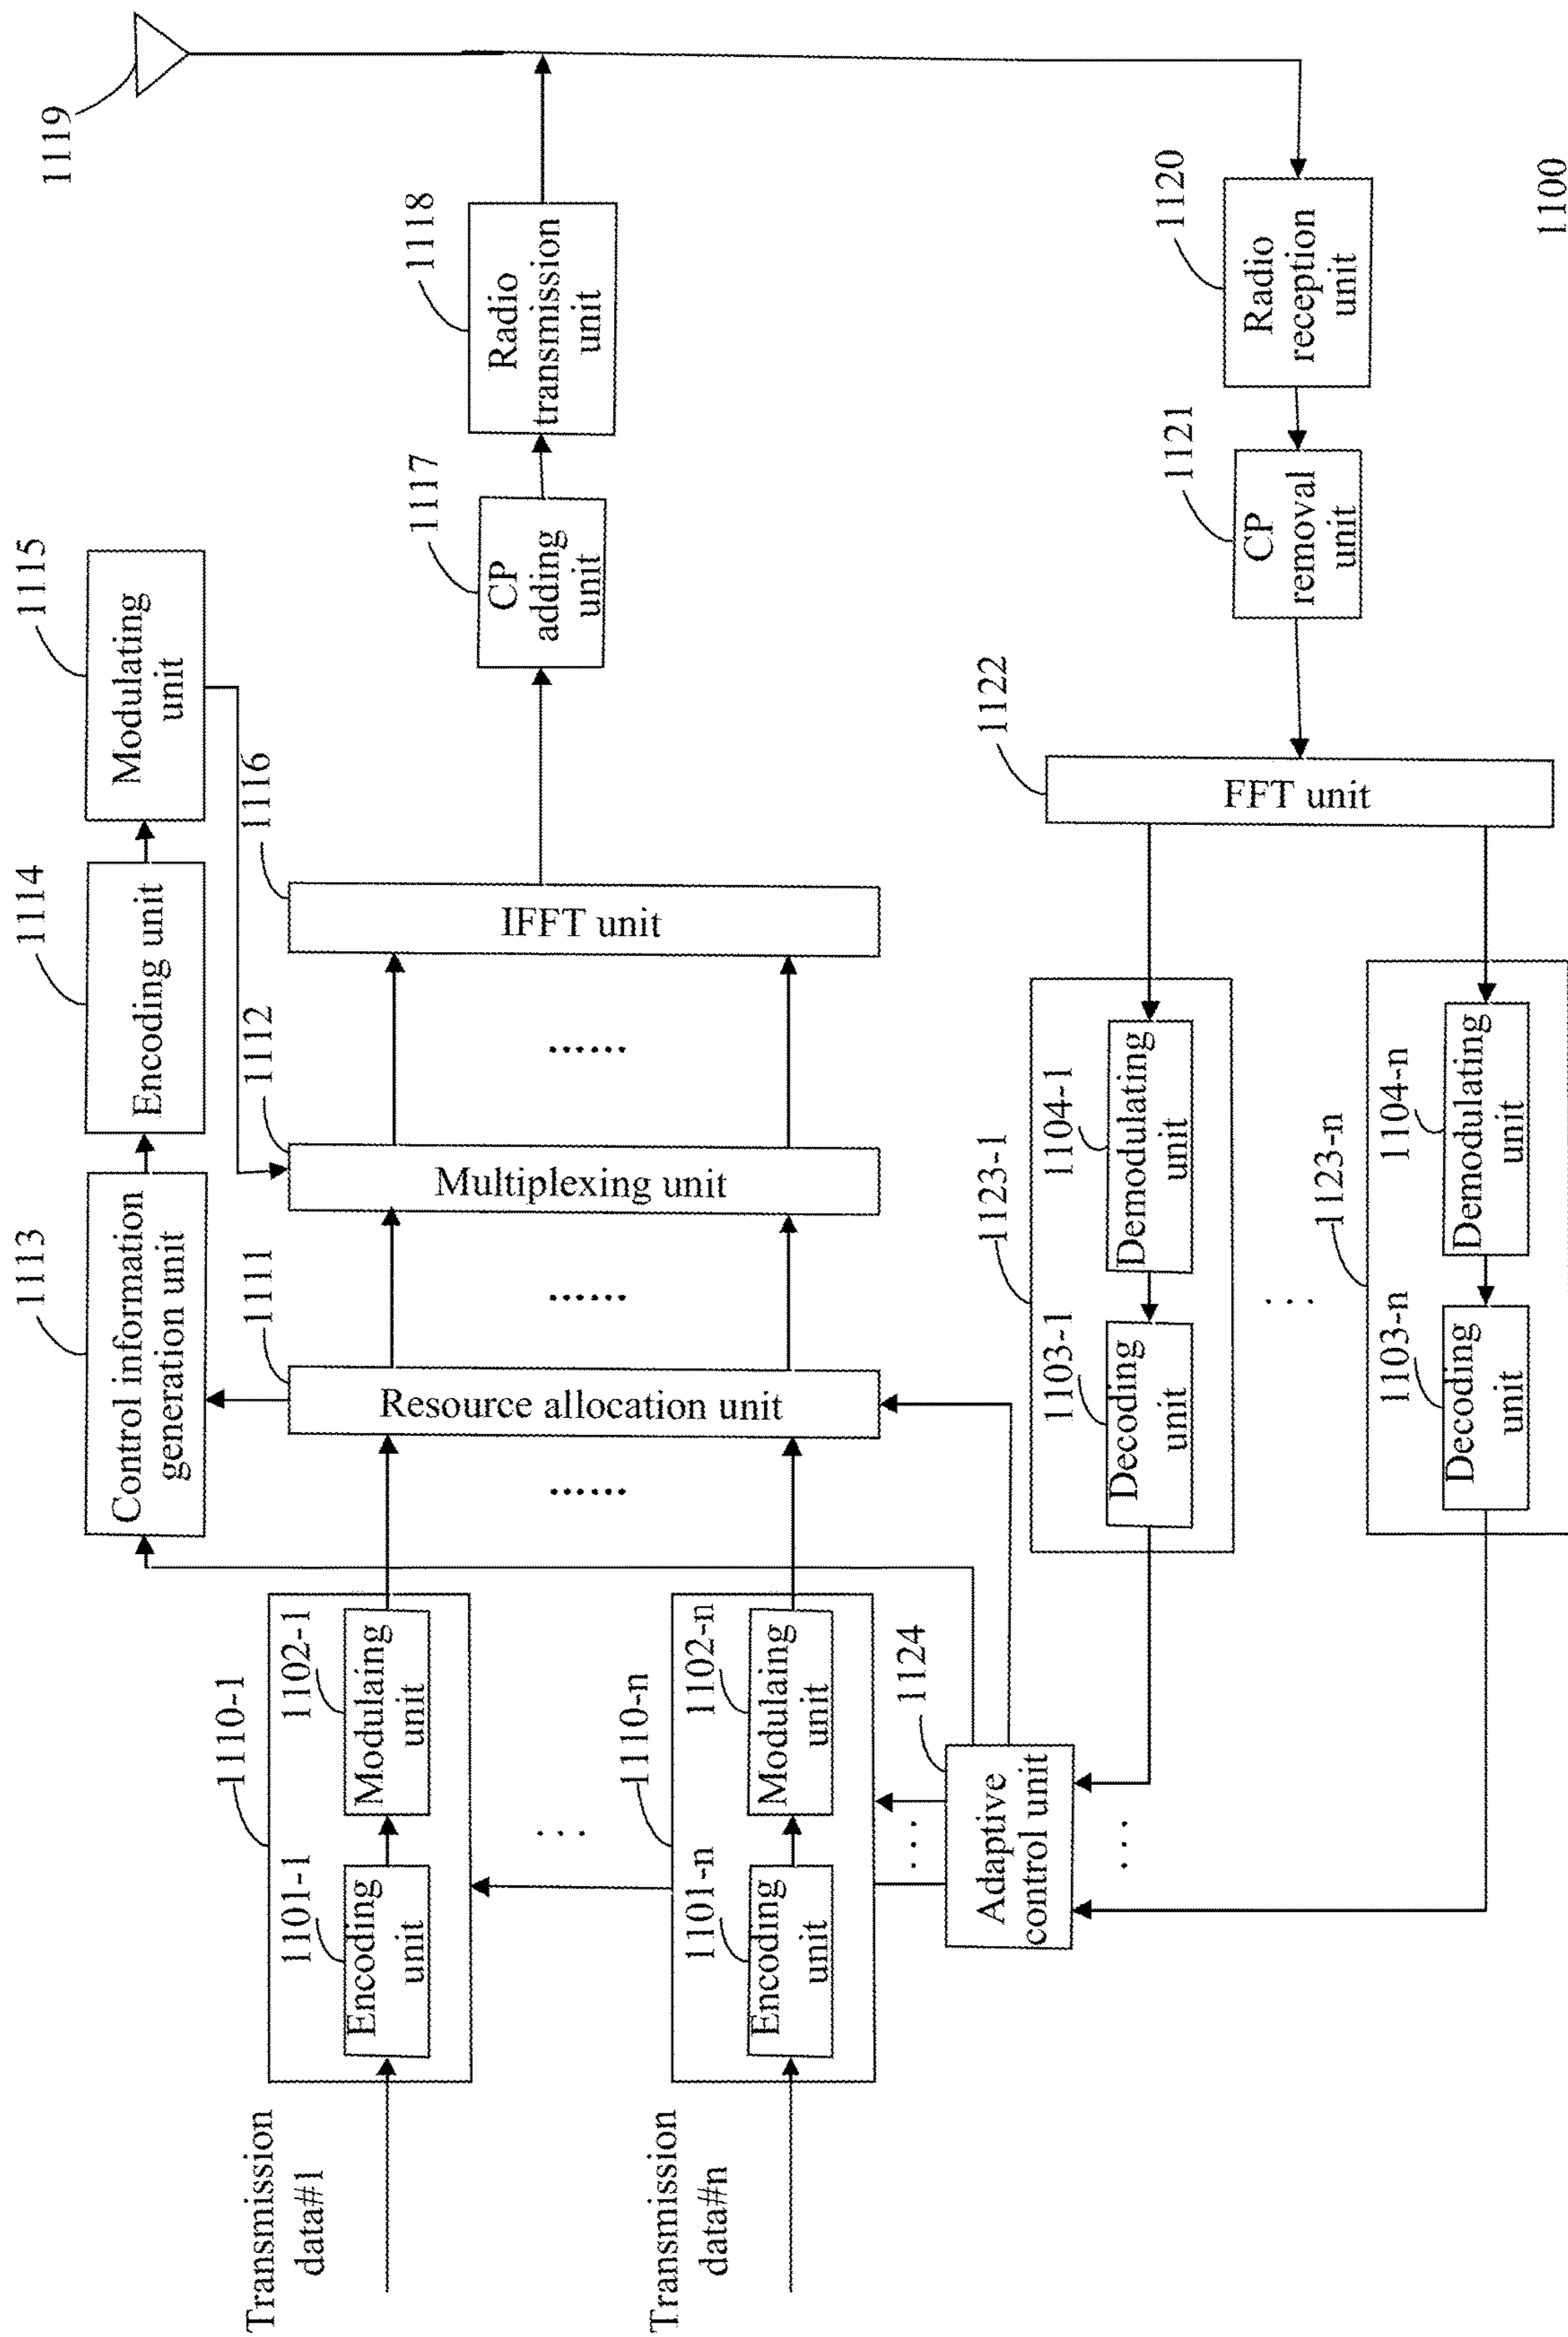 1113
Control information
generation unit
1114
Encoding unit
1115
Modulating
unit
1119
1110-1
1101-1
Encoding
unit
1102-1
Modulaing
unit
Transmission
data#1
1111
Resource allocation unit
......
......
1112
Multiplexing unit
......
1116
IFFT unit
1117
CP
adding
unit
1118
Radio
transmission
unit
1110-n
1101-n
Encoding
unit
1102-n
Modulaing
unit
Transmission
data#n
...
...
1124
Adaptive
control unit
...
1123-1
1103-1
Decoding
unit
1104-1
Demodulating
unit
...
1123-n
1103-n
Decoding
unit
1104-n
Demodulating
unit
1122
FFT unit
1121
CP
removal
unit
1120
Radio
reception
unit
1100